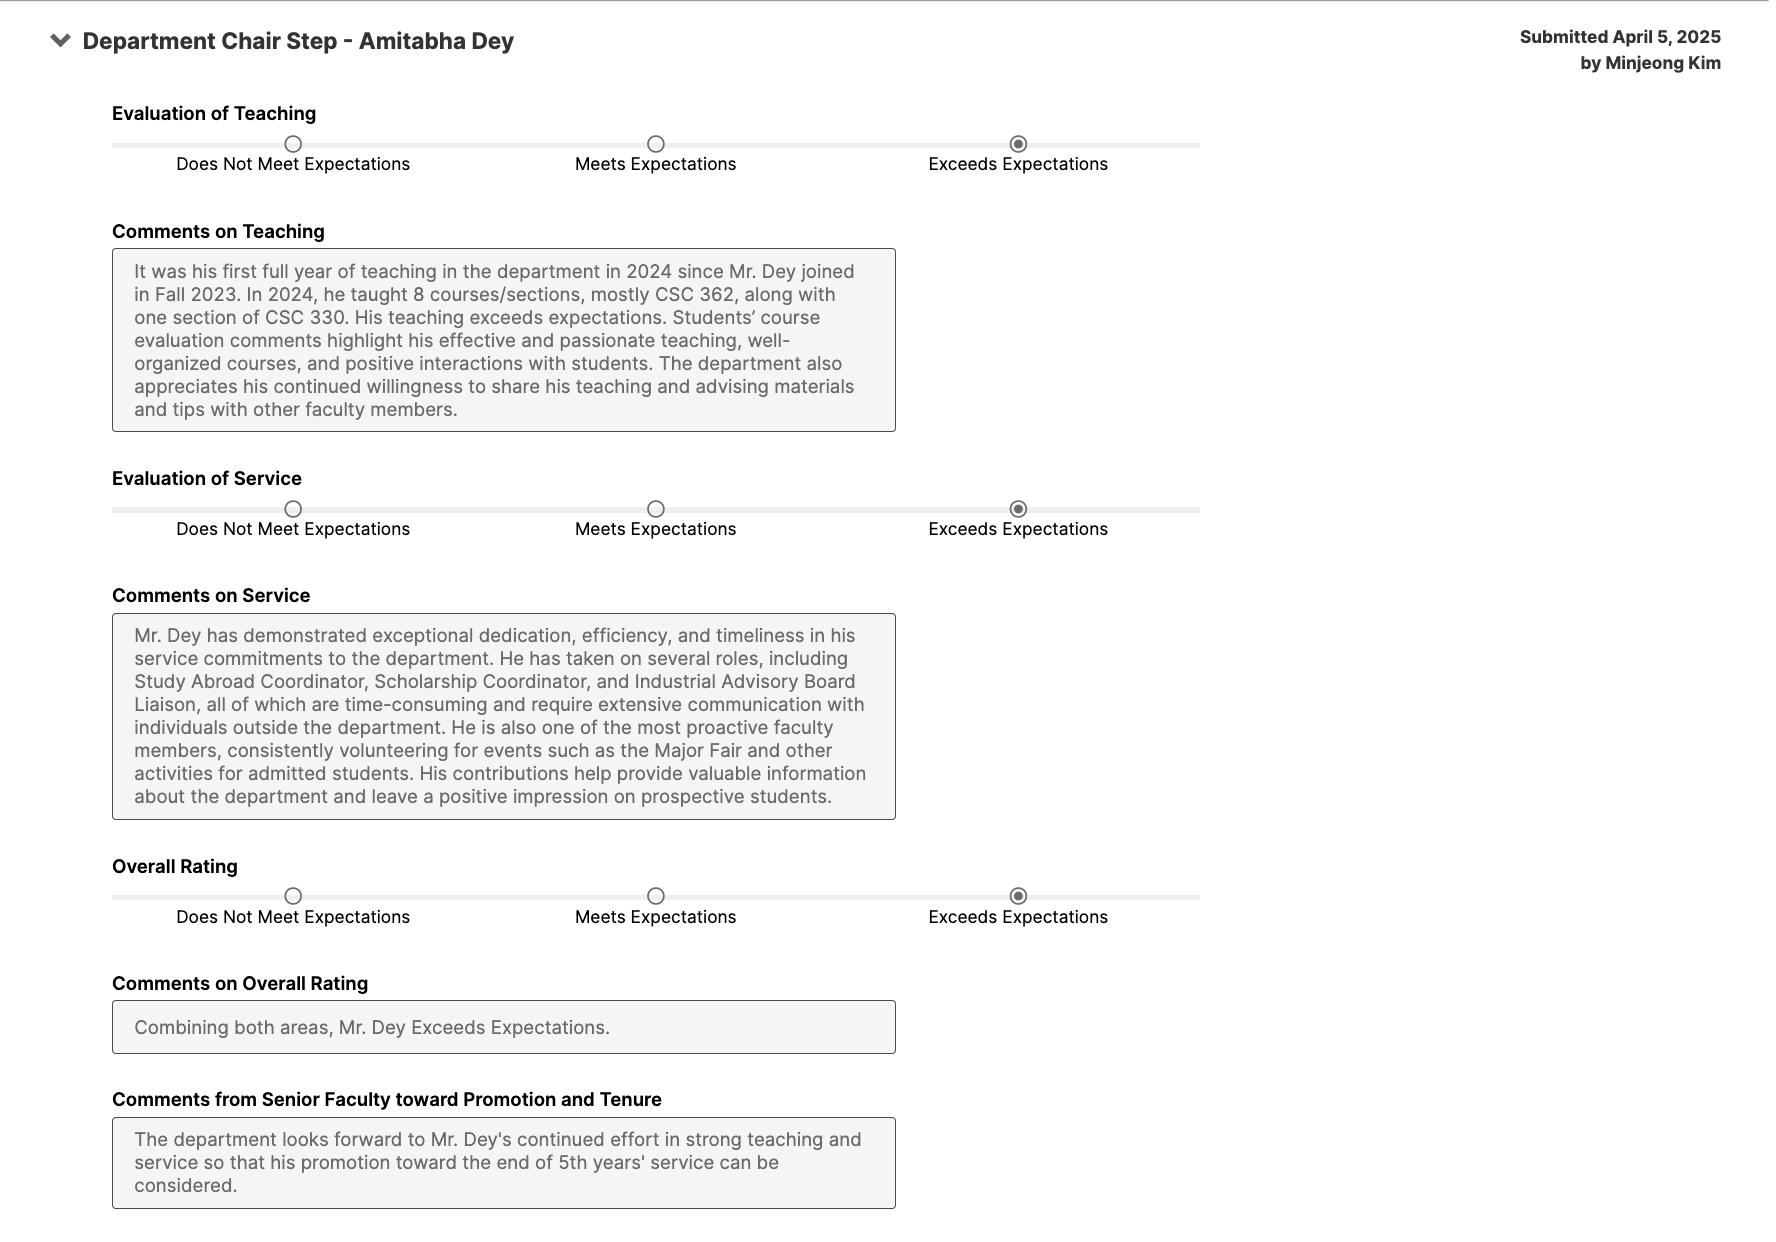 Department Chair Step - Amitabha Dey
Submitted April 5, 2025
by Minjeong Kim
Evaluation of Teaching
Does Not Meet Expectations
Meets Expectations
Exceeds Expectations
Comments on Teaching
It was his first full year of teaching in the department in 2024 since Mr. Dey joined
in Fall 2023. In 2024, he taught 8 courses/sections, mostly CSC 362, along with
one section of CSC 330. His teaching exceeds expectations. Students’ course
evaluation comments highlight his effective and passionate teaching, well-
organized courses, and positive interactions with students. The department also
appreciates his continued willingness to share his teaching and advising materials
and tips with other faculty members.
Evaluation of Service
Does Not Meet Expectations
Meets Expectations
Exceeds Expectations
Comments on Service
Mr. Dey has demonstrated exceptional dedication, efficiency, and timeliness in his
service commitments to the department. He has taken on several roles, including
Study Abroad Coordinator, Scholarship Coordinator, and Industrial Advisory Board
Liaison, all of which are time-consuming and require extensive communication with
individuals outside the department. He is also one of the most proactive faculty
members, consistently volunteering for events such as the Major Fair and other
activities for admitted students. His contributions help provide valuable information
about the department and leave a positive impression on prospective students.
Overall Rating
Does Not Meet Expectations
Meets Expectations
Exceeds Expectations
Comments on Overall Rating
Combining both areas, Mr. Dey Exceeds Expectations.
Comments from Senior Faculty toward Promotion and Tenure
The department looks forward to Mr. Dey's continued effort in strong teaching and
service so that his promotion toward the end of 5th years' service can be
considered.